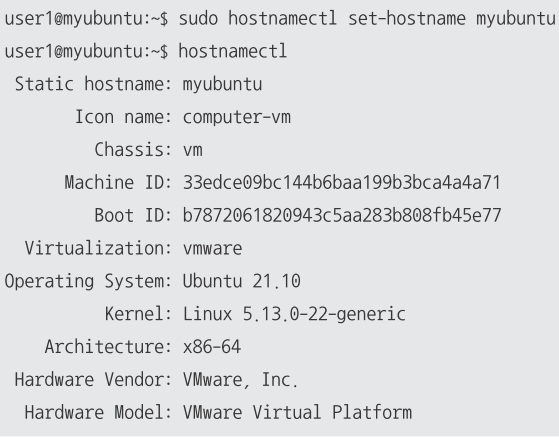 user1@myubuntu:~$ sudo hostnamectl set-hostname myubuntu
user1@myubuntu:~$ hostnamectl
Static hostname: myubuntu
Icon name: computer-vm
Chassis: vm
Machine ID: 33edce09bc144b6baa199b3bca4a4a71
Boot ID: b7872061820943c5aa283b808fb45e77
Virtualization: vmware
Operating System: Ubuntu 21.10
Kernel: Linux 5.13.0-22-generic
Architecture: x86-64
Hardware Vendor: VMware, Inc.
Hardware Model: VMware Virtual Platform